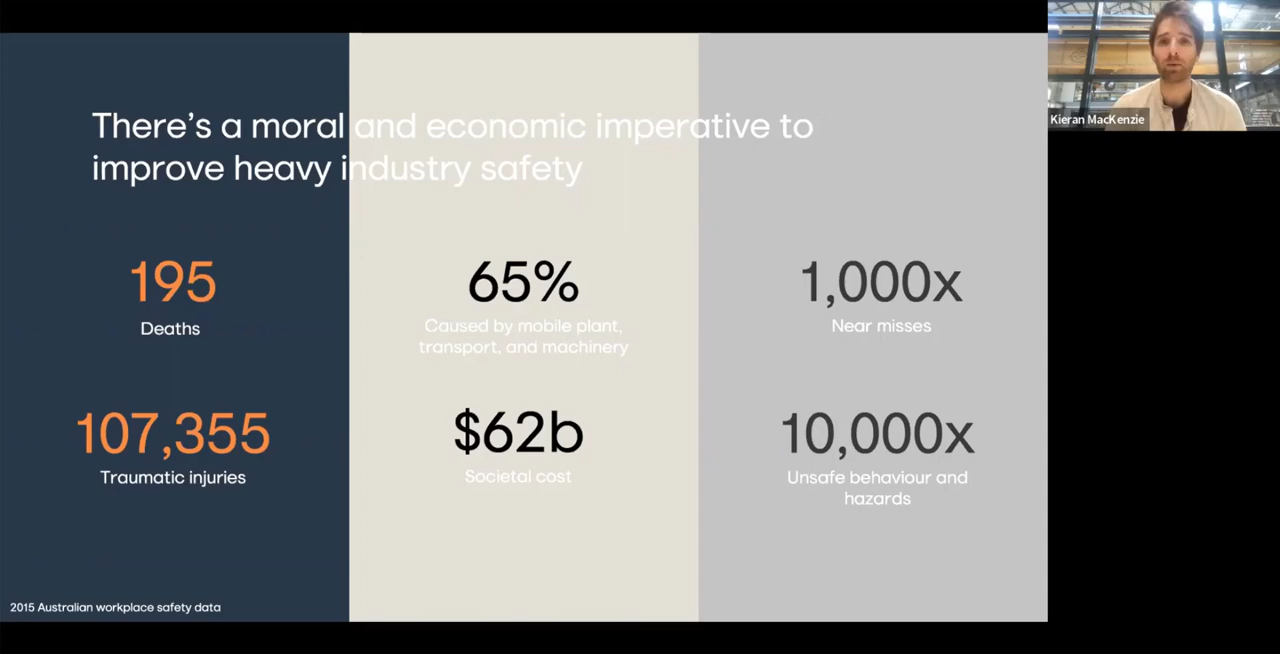 There's a moral and economic imperative to
improve heavy industry safety
195
Deaths
107,355
Traumatic injuries
65%
Caused by mobile plant,
transport, and machinery
$62b
Societal cost
1,000x
Near misses
10,000x
Unsafe behaviour and
hazards
2015 Australian workplace safety data
Kieran MacKenzie